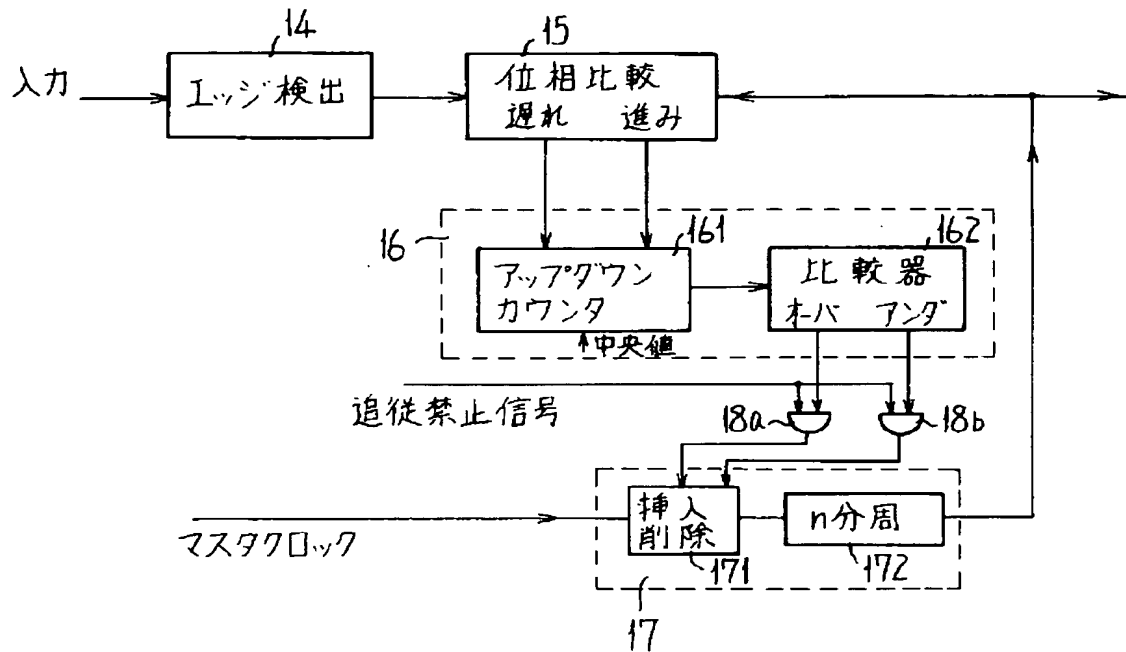 14
15
入力
エッジ検出
位相比較
遅れ 進み
16
161
162
アップダウン
カウンタ
比較器
オーバ アンダ
中央値
追従禁止信号
18a
18b
挿入
削除
n分周
マスタクロック
171
172
17